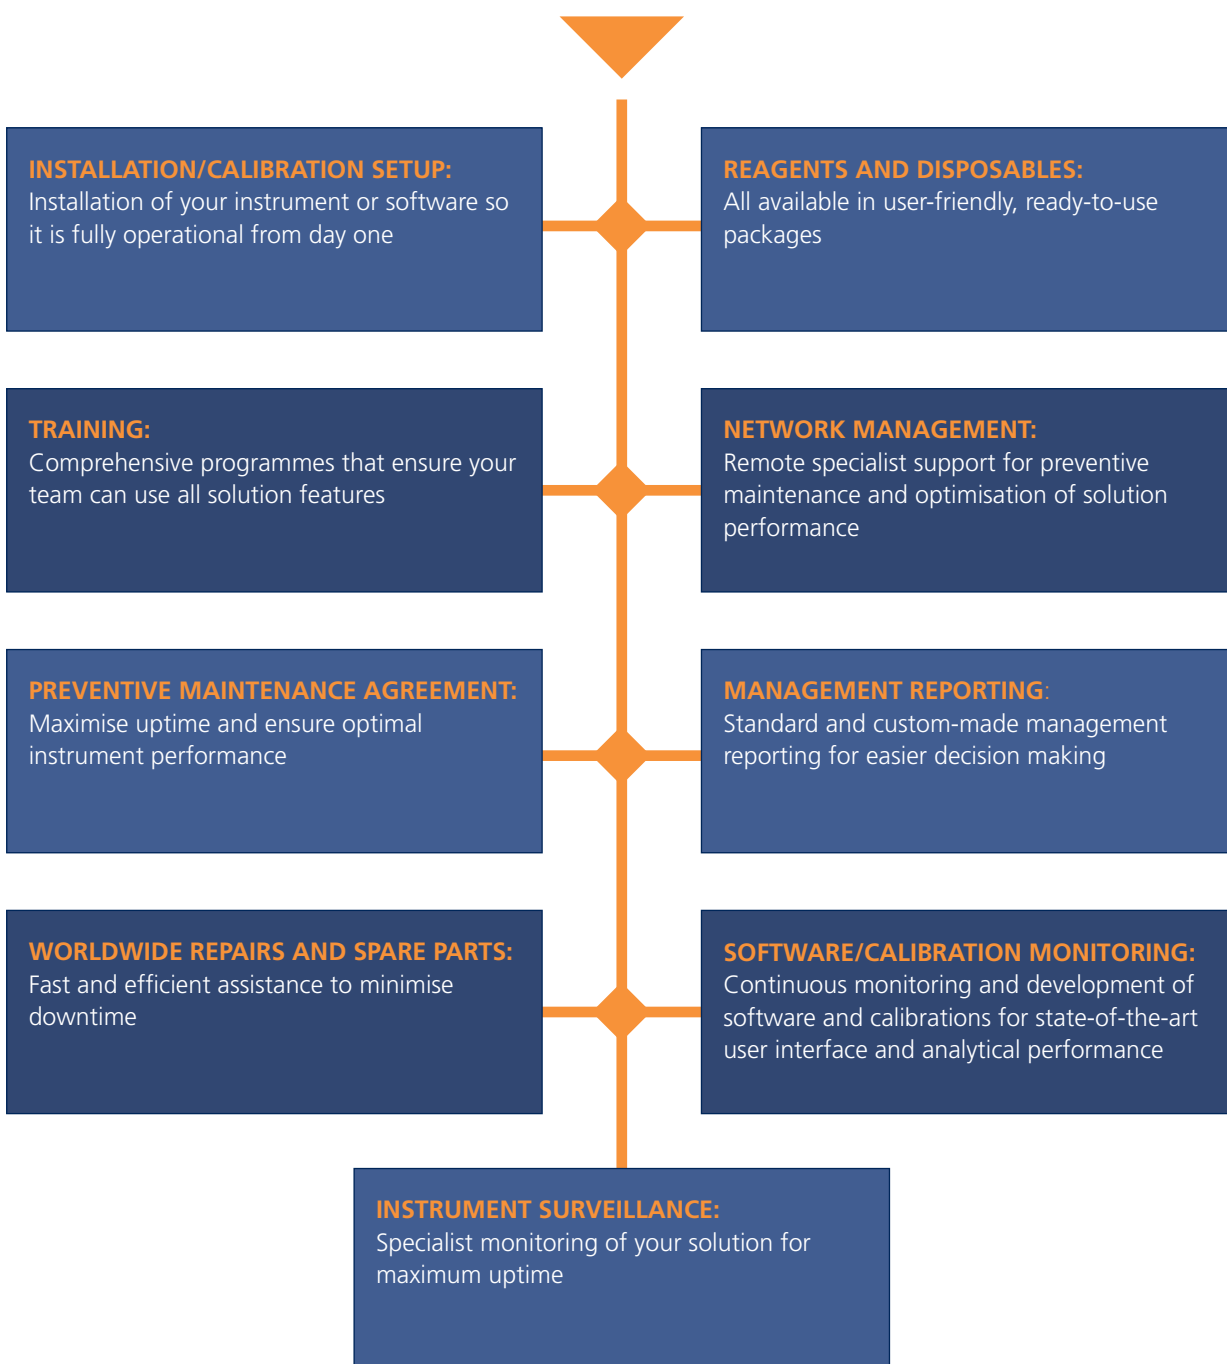 INSTALLATION/CALIBRATION SETUP:
Installation of your instrument or software so
it is fully operational from day one
REAGENTS AND DISPOSABLES:
All available in user-friendly, ready-to-use
packages
TRAINING:
Comprehensive programmes that ensure your
team can use all solution features
NETWORK MANAGEMENT:
Remote specialist support for preventive
maintenance and optimisation of solution
performance
PREVENTIVE MAINTENANCE AGREEMENT:
Maximise uptime and ensure optimal
instrument performance
MANAGEMENT REPORTING:
Standard and custom-made management
reporting for easier decision making
WORLDWIDE REPAIRS AND SPARE PARTS:
Fast and efficient assistance to minimise
downtime
SOFTWARE/CALIBRATION MONITORING:
Continuous monitoring and development of
software and calibrations for state-of-the-art
user interface and analytical performance
INSTRUMENT SURVEILLANCE:
Specialist monitoring of your solution for
maximum uptime